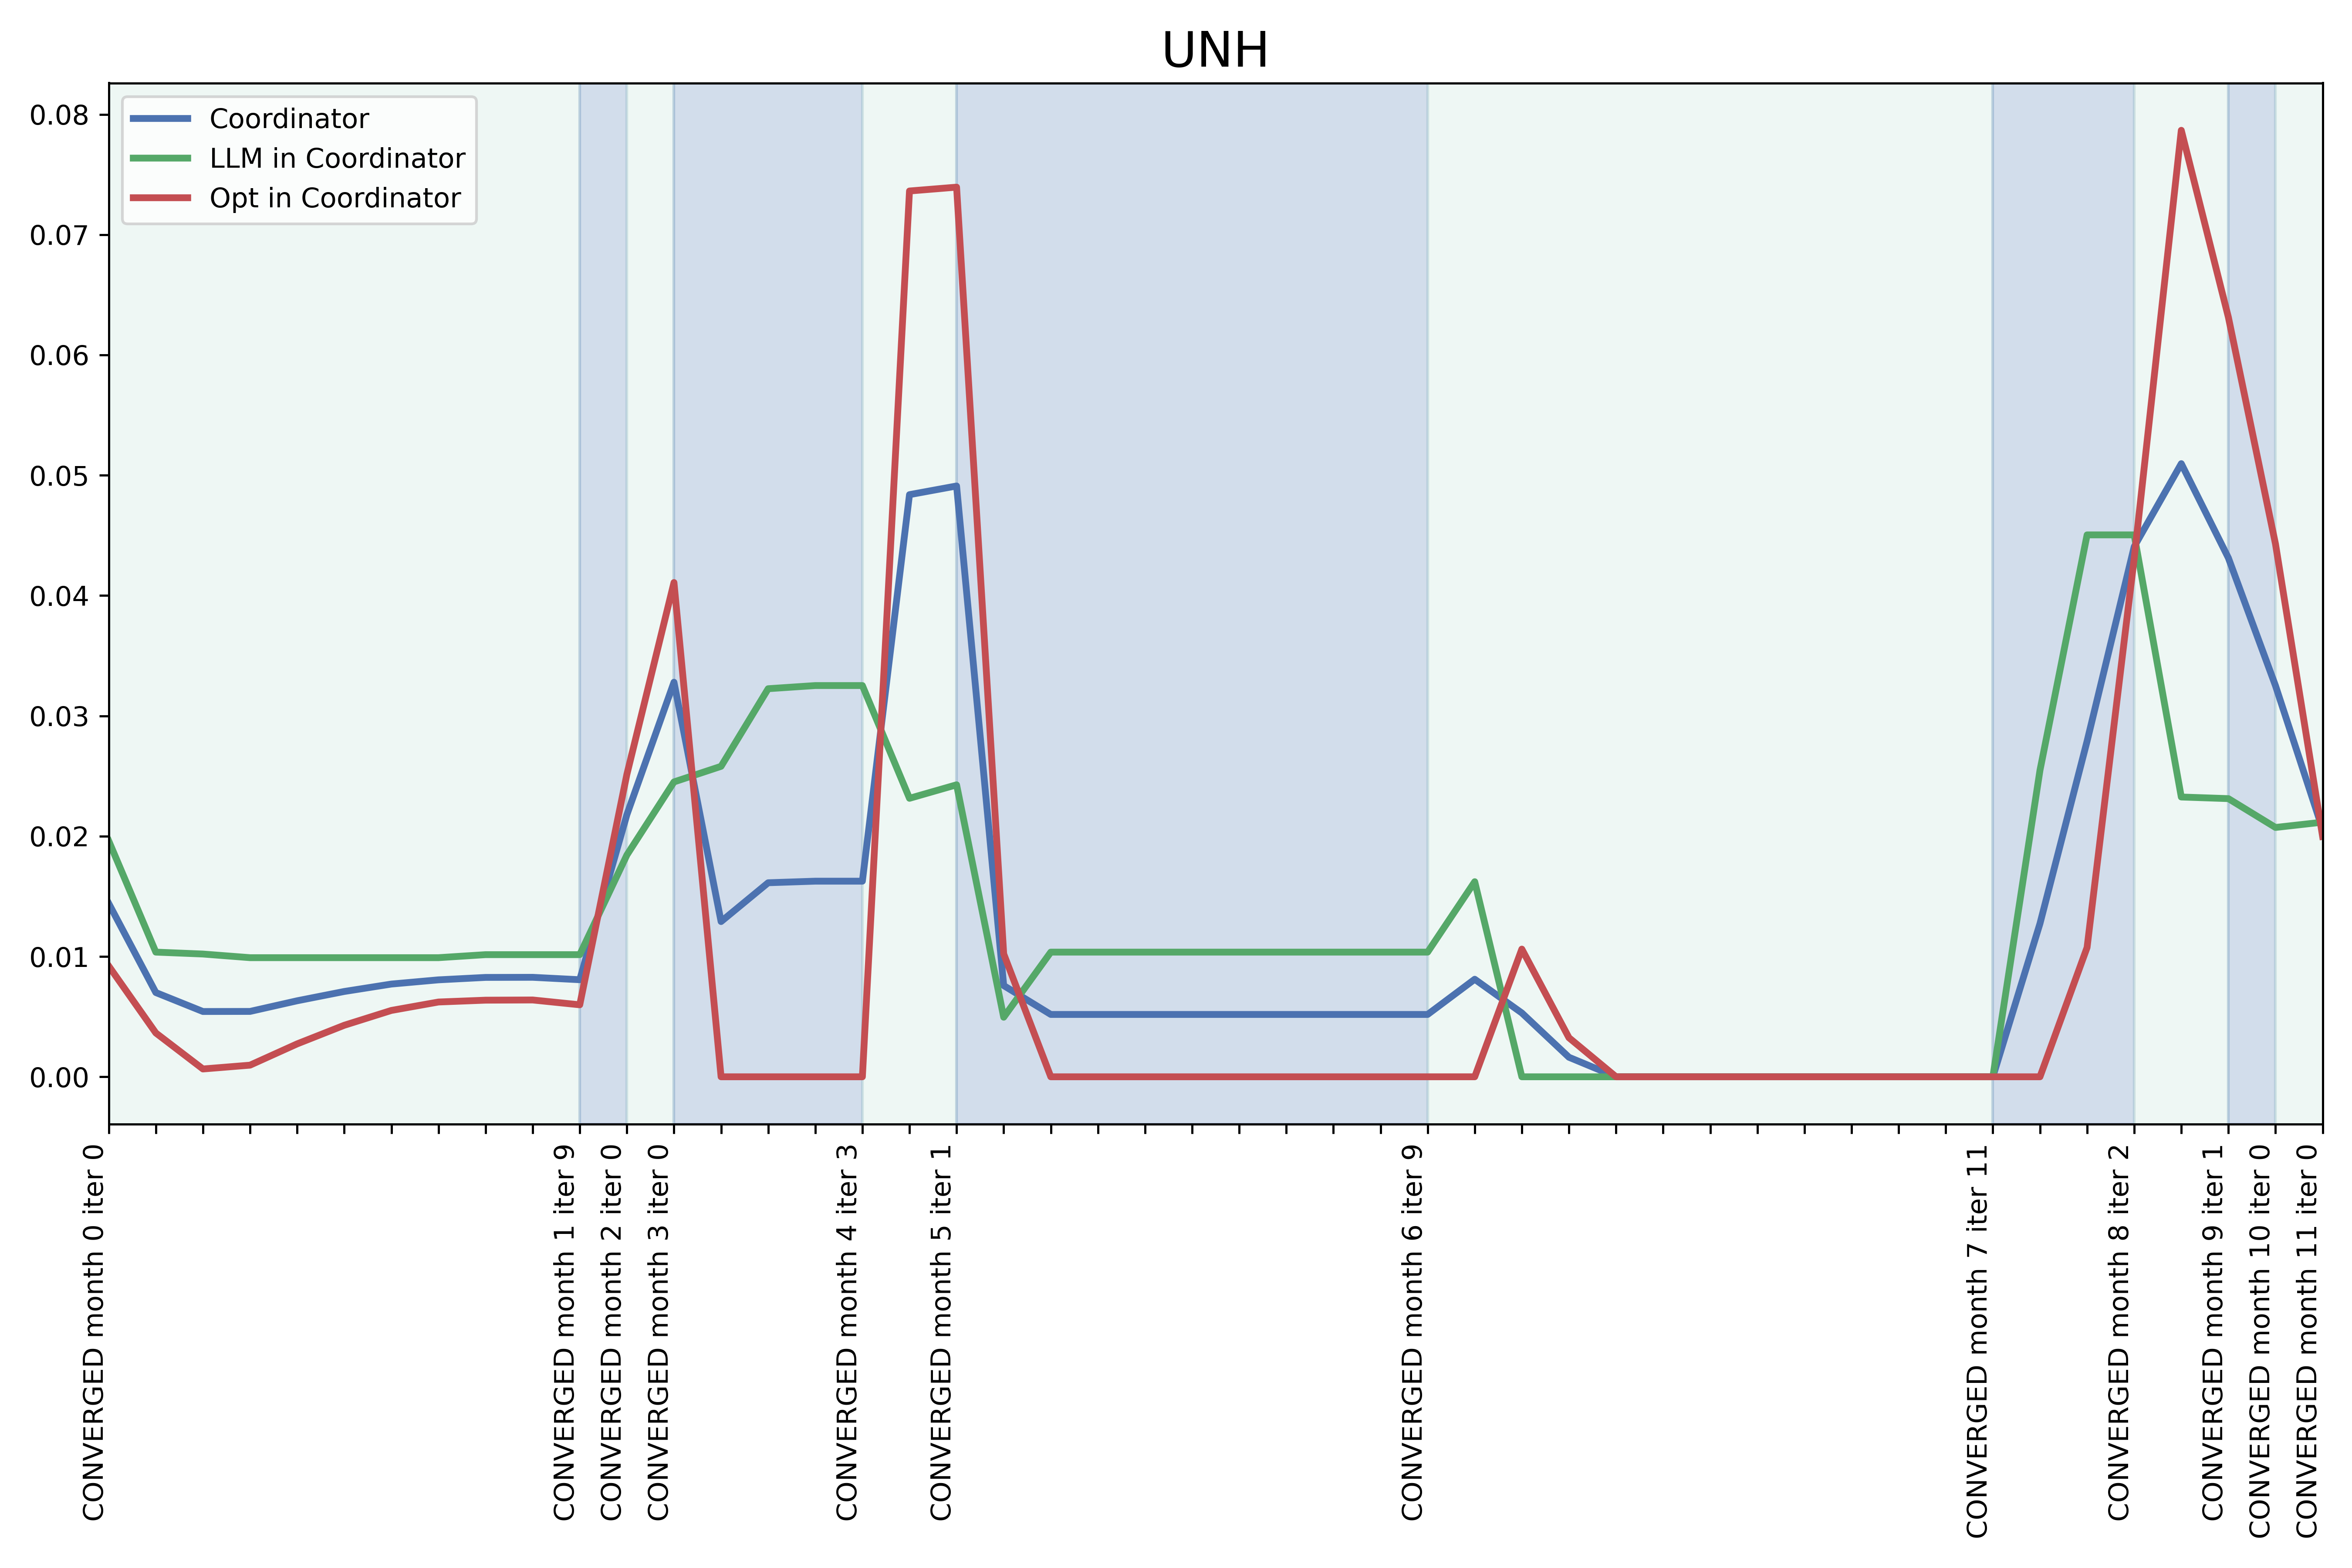 UNH
0.08
0.07
0.06
0.05
0.04
0.03
0.02
0.01
0.00
Coordinator
LLM in Coordinator
Opt in Coordinator
CONVERGED month 0 iter 0
CONVERGED month 1 iter 9
CONVERGED month 2 iter 0
CONVERGED month 3 iter 0
CONVERGED month 4 iter 3
CONVERGED month 5 iter 1
CONVERGED month 6 iter 9
CONVERGED month 7 iter 11
CONVERGED month 8 iter 2
CONVERGED month 9 iter 1
CONVERGED month 10 iter 0
CONVERGED month 11 iter 0